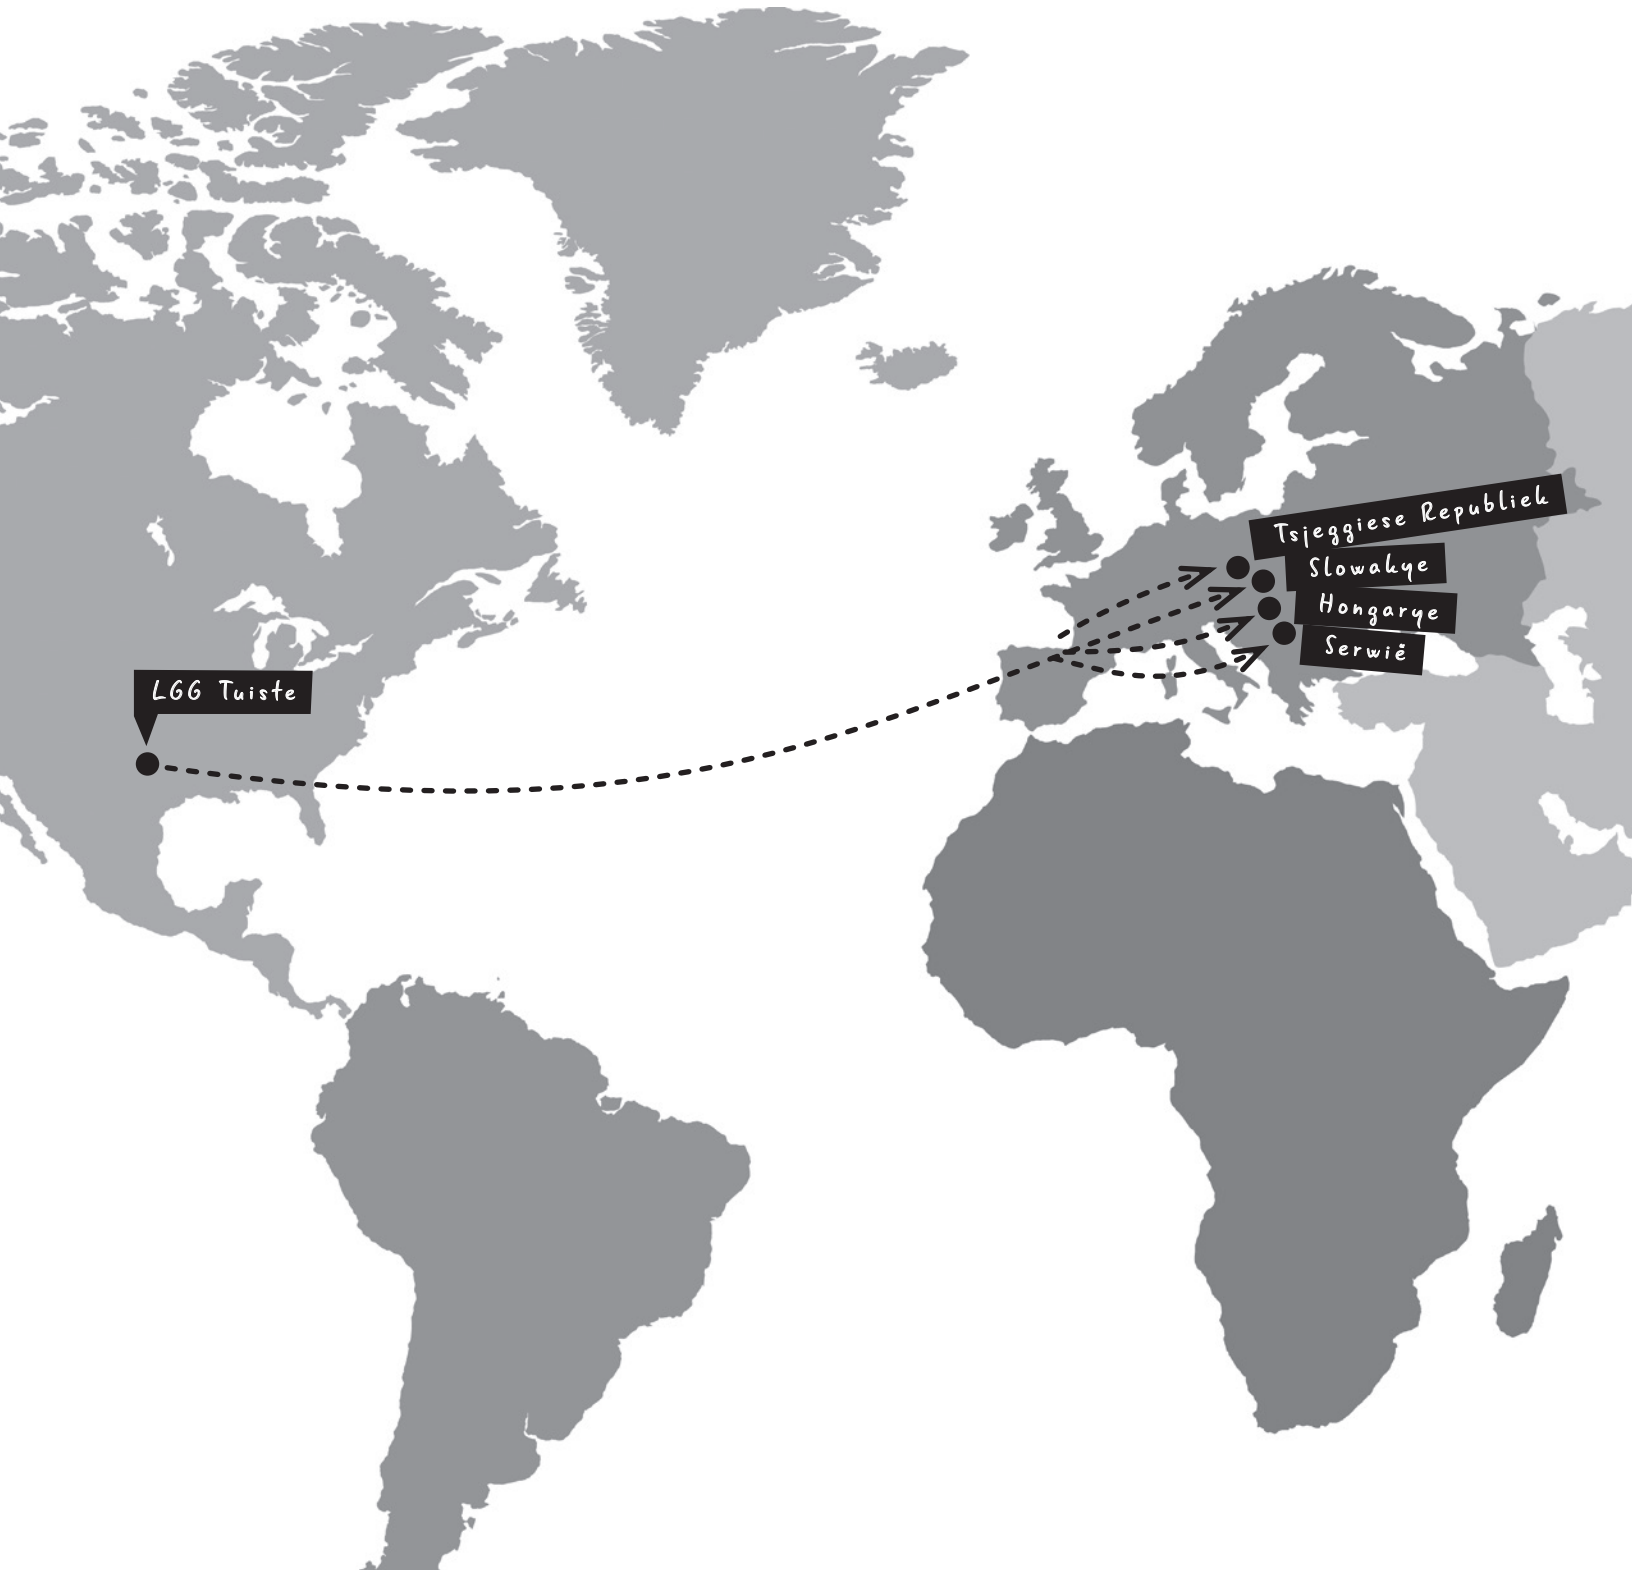 Tsjeggiese Republiek
Slowakye
Hongarye
Serwië
LGG Tuiste